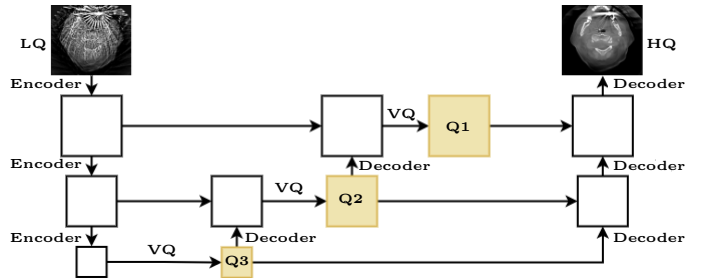 LQ
HQ
Encoder
Decoder
VQ
Q1
Encoder
Decoder
Decoder
VQ
Q2
Encoder
Decoder
Decoder
VQ
Q3